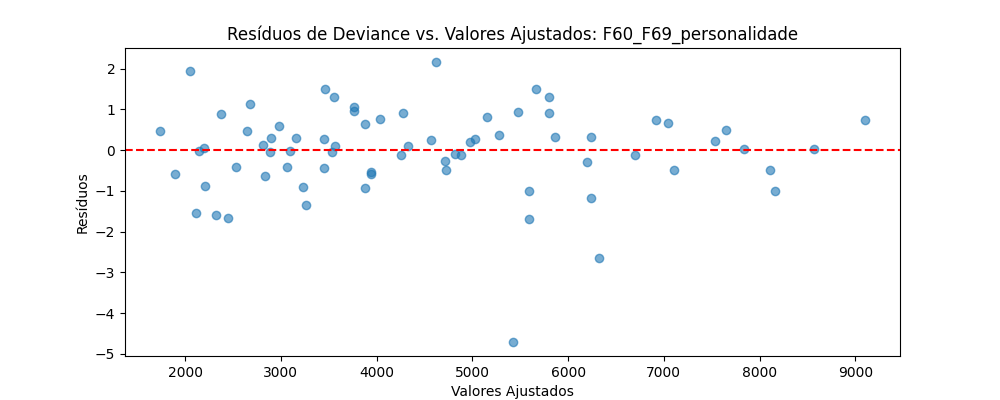 Resíduos de Deviance vs. Valores Ajustados: F60_F69_personalidade
2
1
0
−1
−2
−3
−4
−5
Resíduos
2000 3000 4000 5000 6000 7000 8000 9000
Valores Ajustados